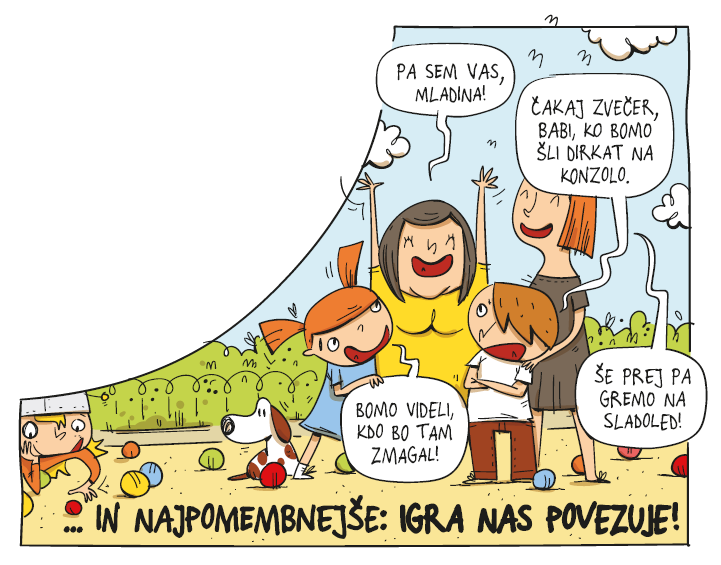 PA SEM VAS,
MLADINA!
ČAKAJ ZVEČER,
BABI, KO BOMO
ŠLI DIRKAT NA
KONZOLO.
BOMO VIDELI,
KDO BO TAM
ZMAGAL!
ŠE PREJ PA
GREMO NA
SLADOLED!
... IN NAJPOMEMBNEJŠE: IGRA NAS POVEZUJE!